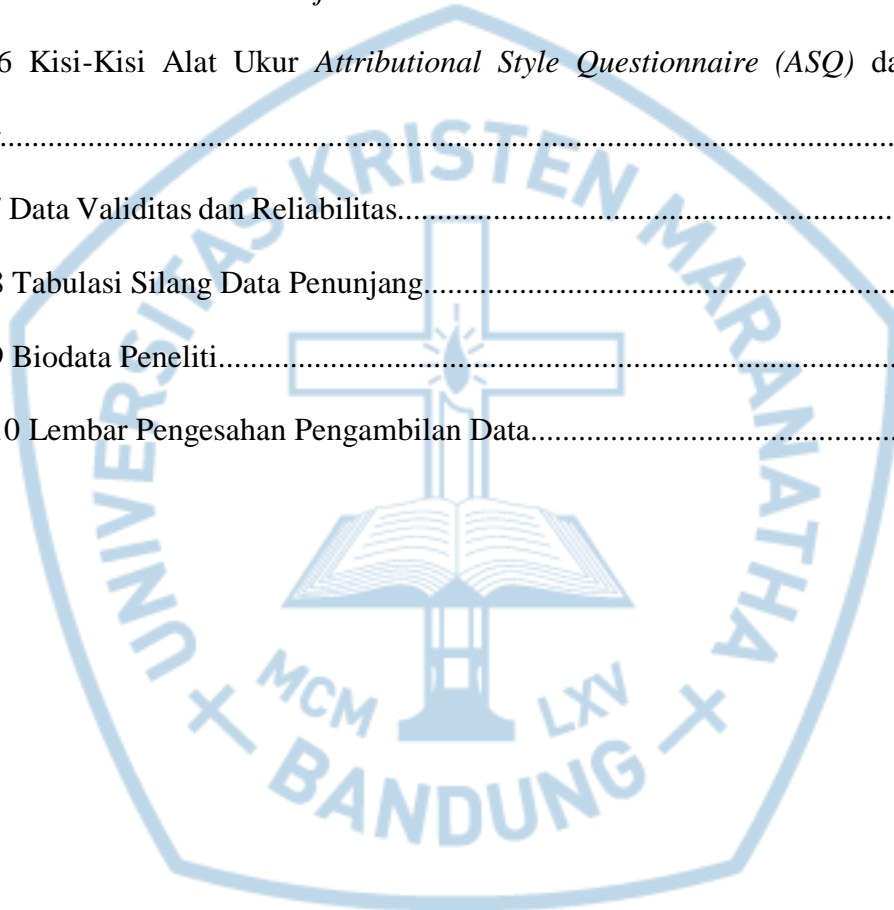 6 Kisi-Kisi Alat Ukur Attributional Style Questionnaire (ASQ) da
Data Validitas dan Reliabilitas....................................................................
8 Tabulasi Silang Data Penunjang................................................................
9 Biodata Peneliti..........................................................................................
10 Lembar Pengesahan Pengambilan Data..................................................
UNIVERSITAS KRISTEN MARANATHA
MCM LXV
BANDUNG